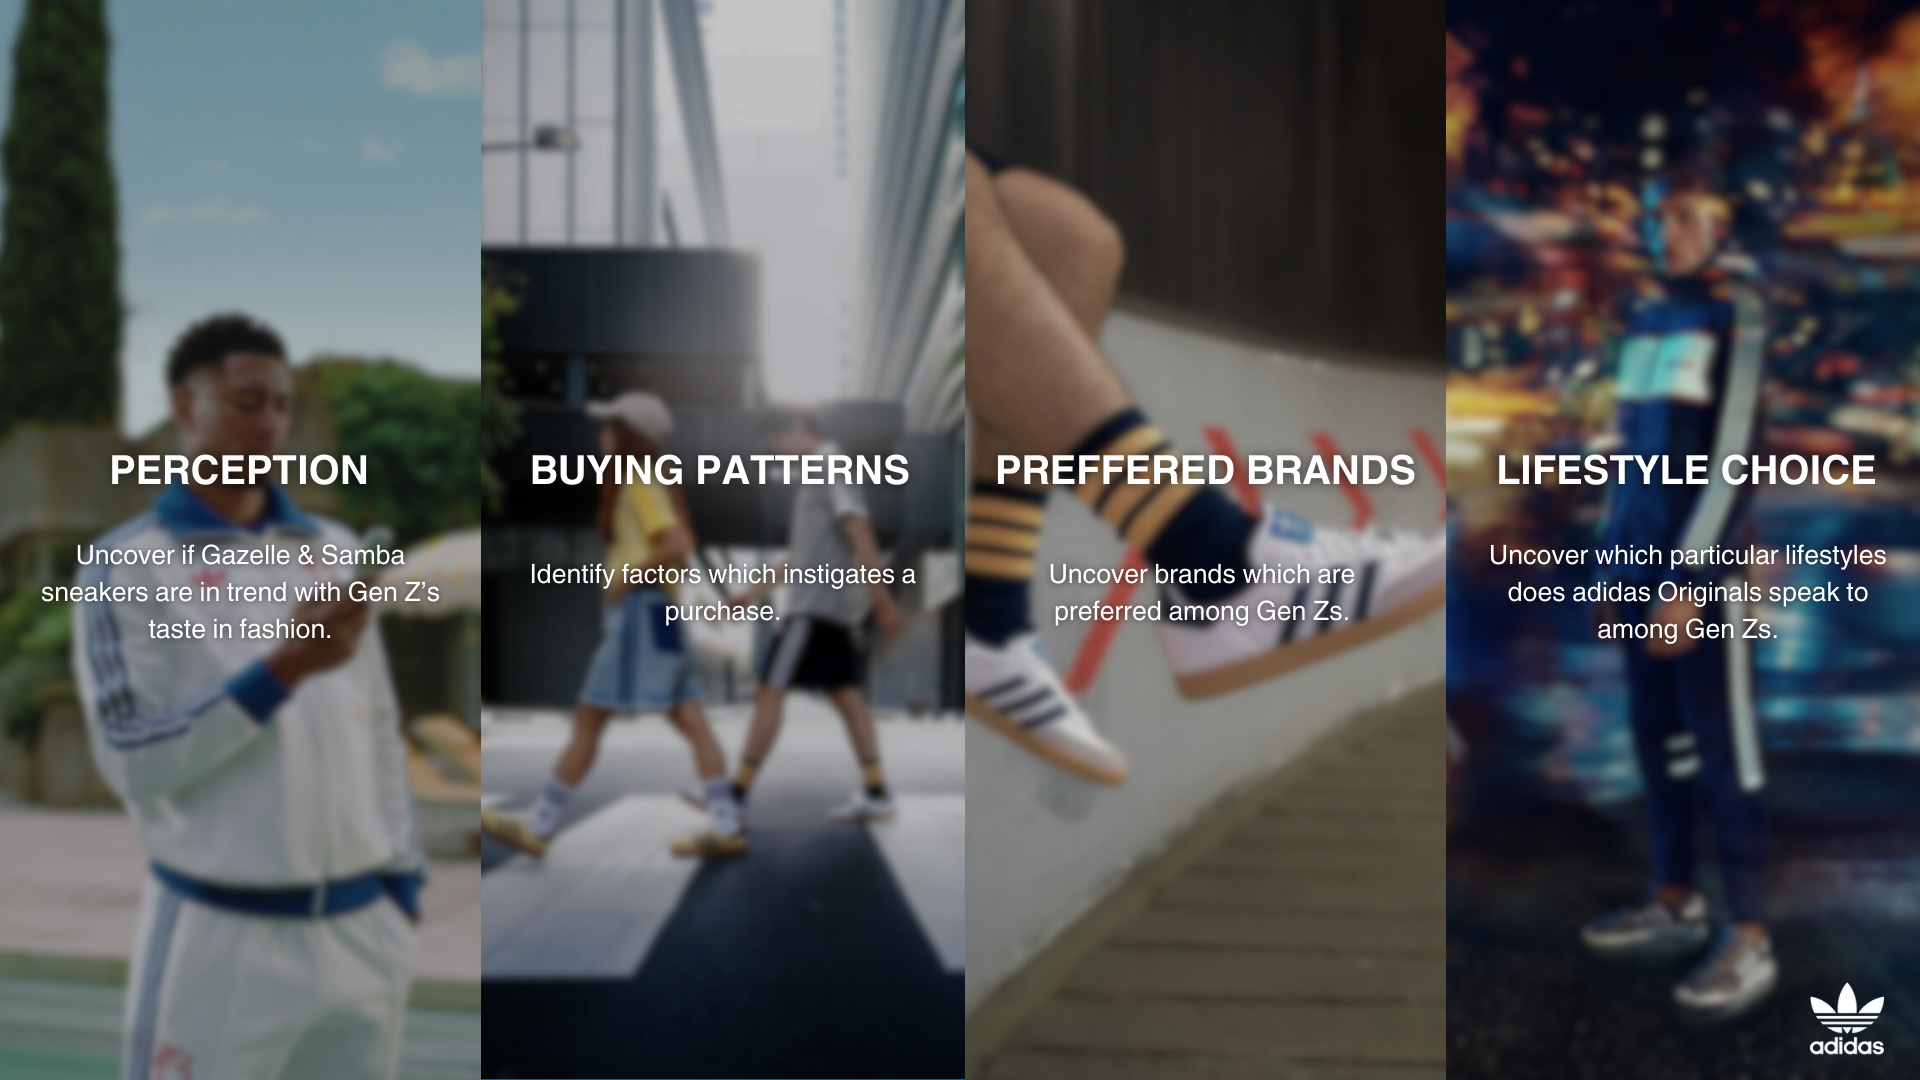 PERCEPTION
Uncover if Gazelle & Samba
sneakers are in trend with Gen Z’s
taste in fashion.
BUYING PATTERNS
Identify factors which instigates a
purchase.
PREFFERED BRANDS
Uncover brands which are
preferred among Gen Zs.
LIFESTYLE CHOICE
Uncover which particular lifestyles
does adidas Originals speak to
among Gen Zs.
adidas